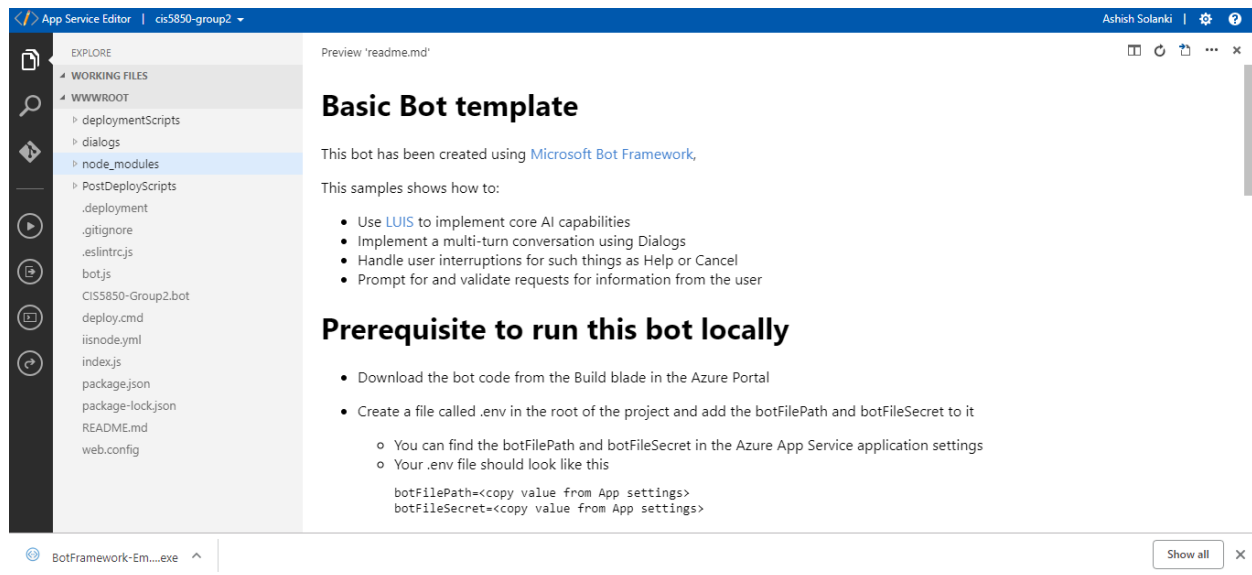 App Service Editor | cis5850-group2
Ashish Solanki |
EXPLORE
WORKING FILES
WWWROOT
deploymentScripts
dialogs
node_modules
PostDeployScripts
.deployment
.gitignore
.eslintrc.js
bot.js
CIS5850-Group2.bot
deploy.cmd
iisnode.yml
index.js
package.json
package-lock.json
README.md
web.config
Preview 'readme.md'
Basic Bot template
This bot has been created using Microsoft Bot Framework,
This samples shows how to:
Use LUIS to implement core AI capabilities
Implement a multi-turn conversation using Dialogs
Handle user interruptions for such things as Help or Cancel
Prompt for and validate requests for information from the user
Prerequisite to run this bot locally
Download the bot code from the Build blade in the Azure Portal
Create a file called .env in the root of the project and add the botFilePath and botFileSecret to it
You can find the botFilePath and botFileSecret in the Azure App Service application settings
Your .env file should look like this
botFilePath=<copy value from App settings>
botFileSecret=<copy value from App settings>
BotFramework-Em....exe
Show all